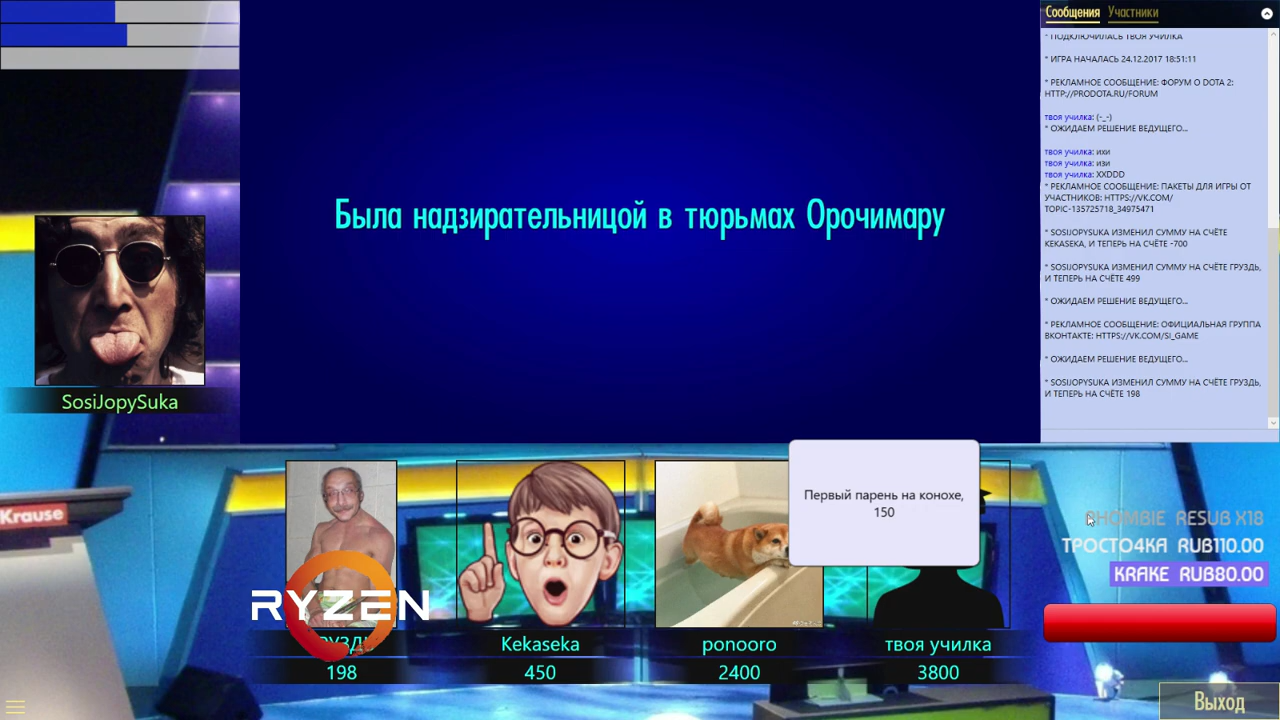 Сообщения Участники
* ПОДКЛЮЧИЛАСЬ ТВОЯ УЧИЛКА
* ИГРА НАЧАЛАСЬ 24.12.2017 18:51:11
* РЕКЛАМНОЕ СООБЩЕНИЕ: ФОРУМ О DOTA 2:
HTTP://PRODOTA.RU/FORUM
твоя училка: (-_-)
* ОЖИДАЕМ РЕШЕНИЕ ВЕДУЩЕГО...
твоя училка: ихи
твоя училка: изи
твоя училка: XXDDD
* РЕКЛАМНОЕ СООБЩЕНИЕ: ПАКЕТЫ ДЛЯ ИГРЫ ОТ
УЧАСТНИКОВ: HTTPS://VK.COM/
TOPIC-135725718_34975471
* SOSIJOPYSUKA ИЗМЕНИЛ СУММУ НА СЧЁТЕ
KEKASEKA, И ТЕПЕРЬ НА СЧЁТЕ -700
* SOSIJOPYSUKA ИЗМЕНИЛ СУММУ НА СЧЁТЕ ГРУЗДЬ,
И ТЕПЕРЬ НА СЧЁТЕ 499
* ОЖИДАЕМ РЕШЕНИЕ ВЕДУЩЕГО...
* РЕКЛАМНОЕ СООБЩЕНИЕ: ОФИЦИАЛЬНАЯ ГРУППА
ВКОНТАКТЕ: HTTPS://VK.COM/SI_GAME
* ОЖИДАЕМ РЕШЕНИЕ ВЕДУЩЕГО...
* SOSIJOPYSUKA ИЗМЕНИЛ СУММУ НА СЧЁТЕ ГРУЗДЬ,
И ТЕПЕРЬ НА СЧЁТЕ 198
Была надзирательницой в тюрьмах Орочимару
SosiJopySuka
Первый парень на конохе,
150
Krause
RHOMBIE RESUB X18
ТРОСТО4КА RUB110.00
KRAKE RUB80.00
RYZEN
Kekaseka ponooro твоя училка
198 450 2400 3800
Выход